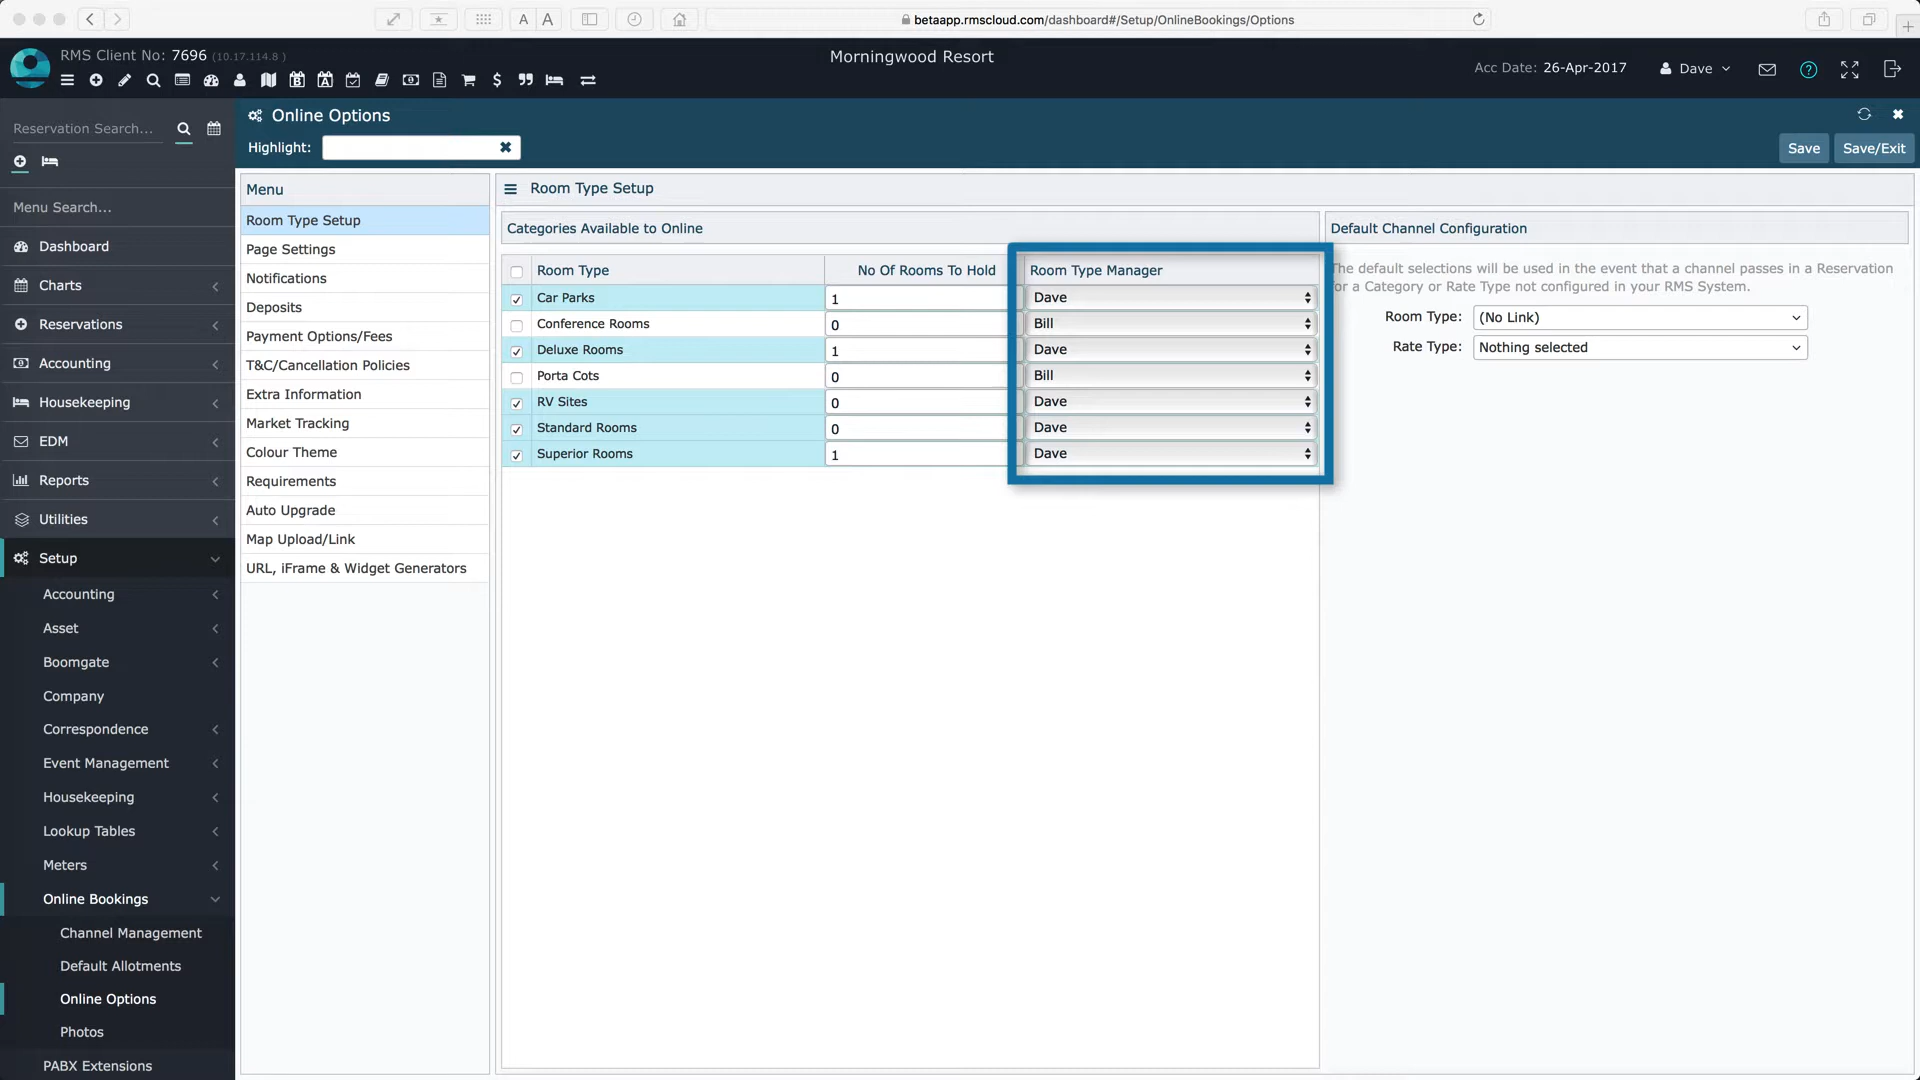 A A
betaapp.rmscloud.com/dashboard#/Setup/OnlineBookings/Options
RMS Client No: 7696 (10.17.114.8 )
Morningwood Resort
Acc Date: 26-Apr-2017
Dave
Reservation Search...
Menu Search...
Dashboard
Charts
Reservations
Accounting
Housekeeping
EDM
Reports
Utilities
Setup
Accounting
Asset
Boomgate
Company
Correspondence
Event Management
Housekeeping
Lookup Tables
Meters
Online Bookings
Channel Management
Default Allotments
Online Options
Photos
PABX Extensions
Online Options
Highlight:
Save
Save/Exit
Menu
Room Type Setup
Page Settings
Notifications
Deposits
Payment Options/Fees
T&C/Cancellation Policies
Extra Information
Market Tracking
Colour Theme
Requirements
Auto Upgrade
Map Upload/Link
URL, iFrame & Widget Generators
Room Type Setup
Categories Available to Online
Room Type No Of Rooms To Hold Room Type Manager
Car Parks 1 Dave
Conference Rooms 0 Bill
Deluxe Rooms 1 Dave
Porta Cots 0 Bill
RV Sites 0 Dave
Standard Rooms 0 Dave
Superior Rooms 1 Dave
Default Channel Configuration
The default selections will be used in the event that a channel passes in a Reservation
for a Category or Rate Type not configured in your RMS System.
Room Type: (No Link)
Rate Type: Nothing selected